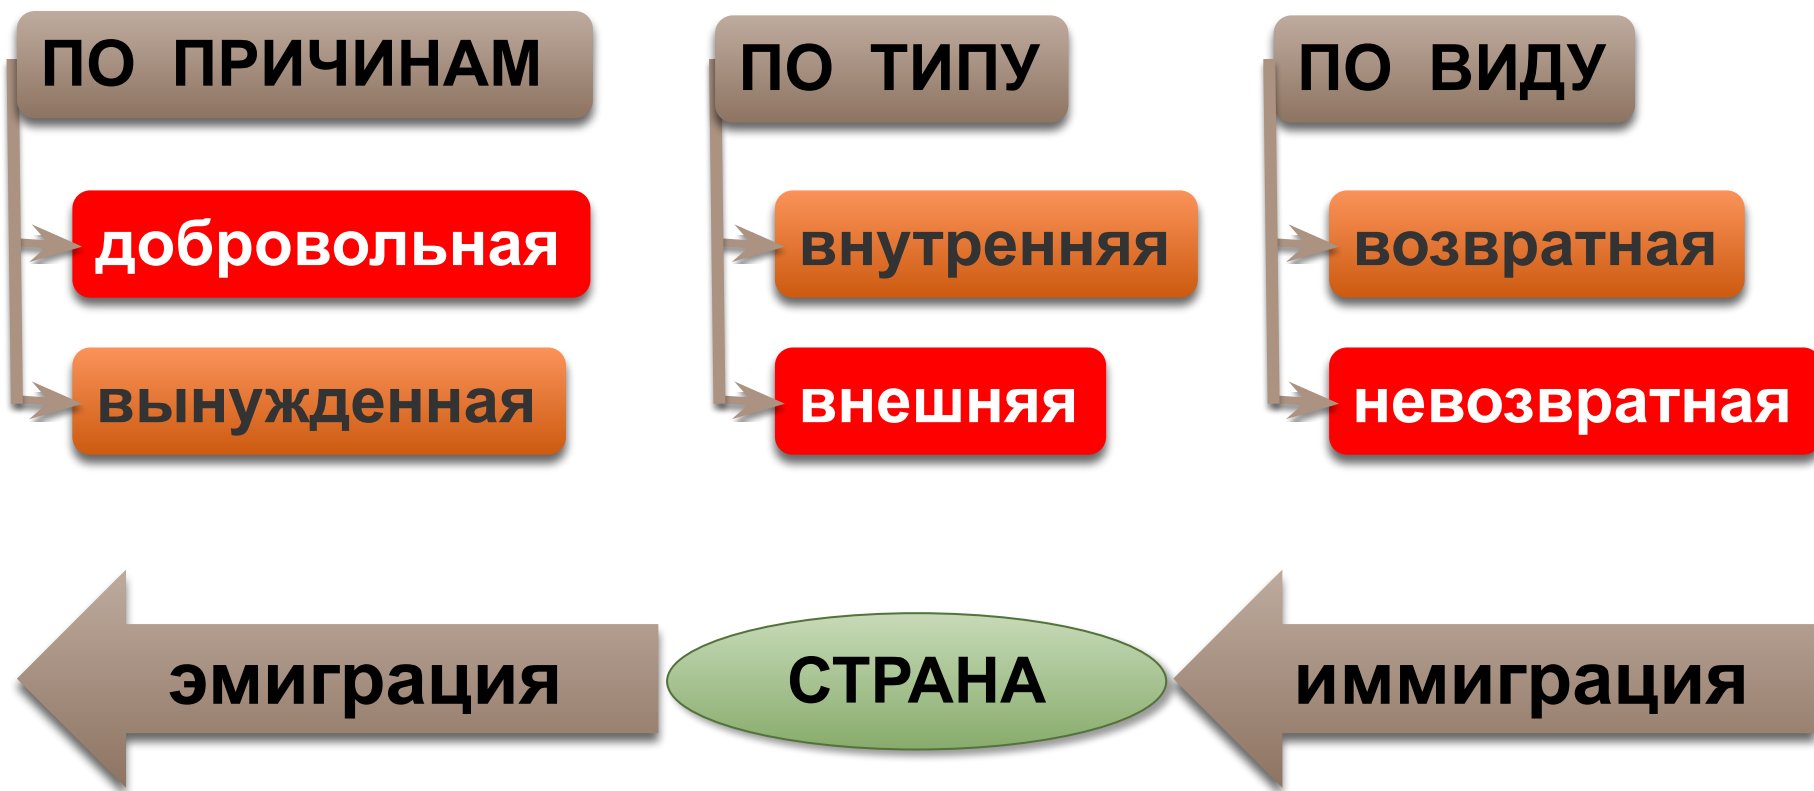 ПО ПРИЧИНАМ
добровольная
вынужденная
ПО ТИПУ
внутренняя
внешняя
ПО ВИДУ
возвратная
невозвратная
эмиграция
СТРАНА
иммиграция